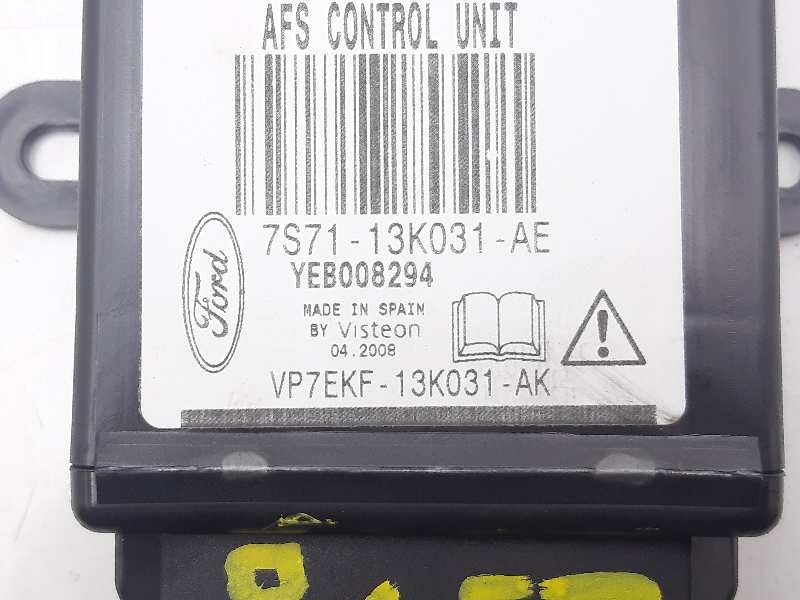 AFS CONTROL UNIT
7S71-13K031-AE
YEB008294
Ford
MADE IN SPAIN
BY Visteon
04.2008
VP7EKF-13K031-AK